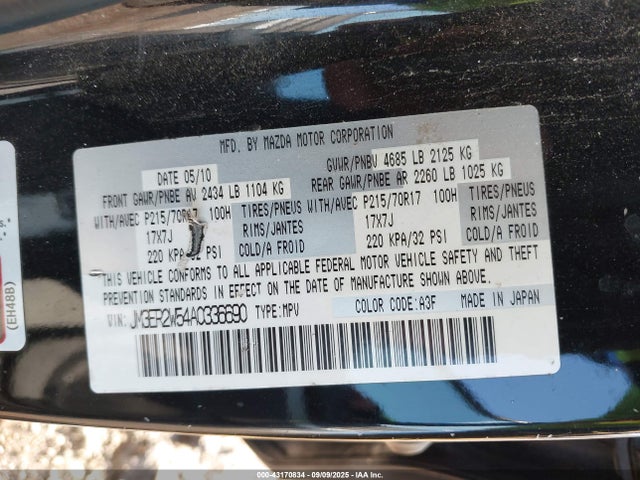 MFD. BY MAZDA MOTOR CORPORATION
DATE 05/10 GVWR/PNBV 4685 LB 2125 KG
FRONT GAWR/PNBE AV 2434 LB 1104 KG REAR GAWR/PNBE AR 2260 LB 1025 KG
WITH/AVEC P215/70R17 100H TIRES/PNEUS WITH/AVEC P215/70R17 100H TIRES/PNEUS
17X7J RIMS/JANTES 17X7J RIMS/JANTES
220 KPA/ PSI COLD/A FROID 220 KPA/32 PSI COLD/A FROID
THIS VEHICLE CONFORMS TO ALL APPLICABLE FEDERAL MOTOR VEHICLE SAFETY AND THEFT
PREVENTION STANDARDS IN EFFECT ON THE DATE OF MANUFACTURE SHOWN ABOVE.
VIN: JM3ER2W54A0336690 TYPE:MPV COLOR CODE:A3F MADE IN JAPAN
(EH48B)
000-43170834 - 09/09/2025 - IAA Inc.